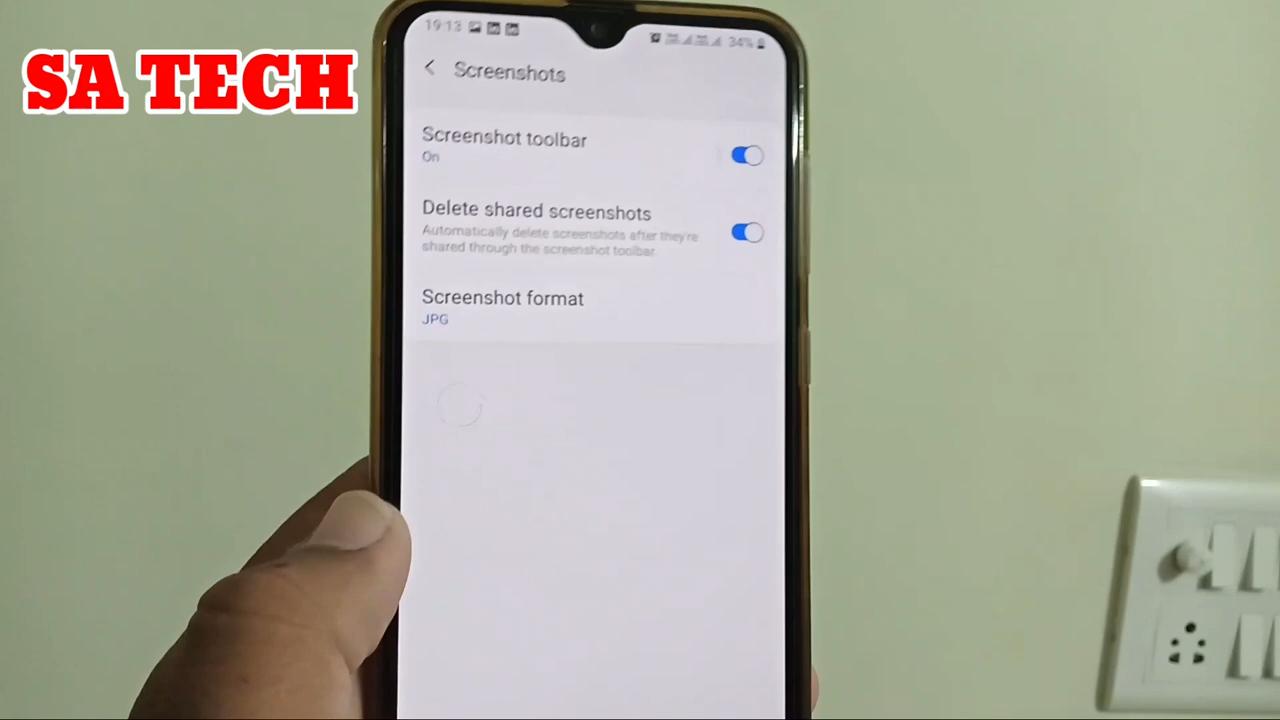 SA TECH
19:13
34%
Screenshots
Screenshot toolbar
On
Delete shared screenshots
Automatically delete screenshots after they're
shared through the screenshot toolbar.
Screenshot format
JPG